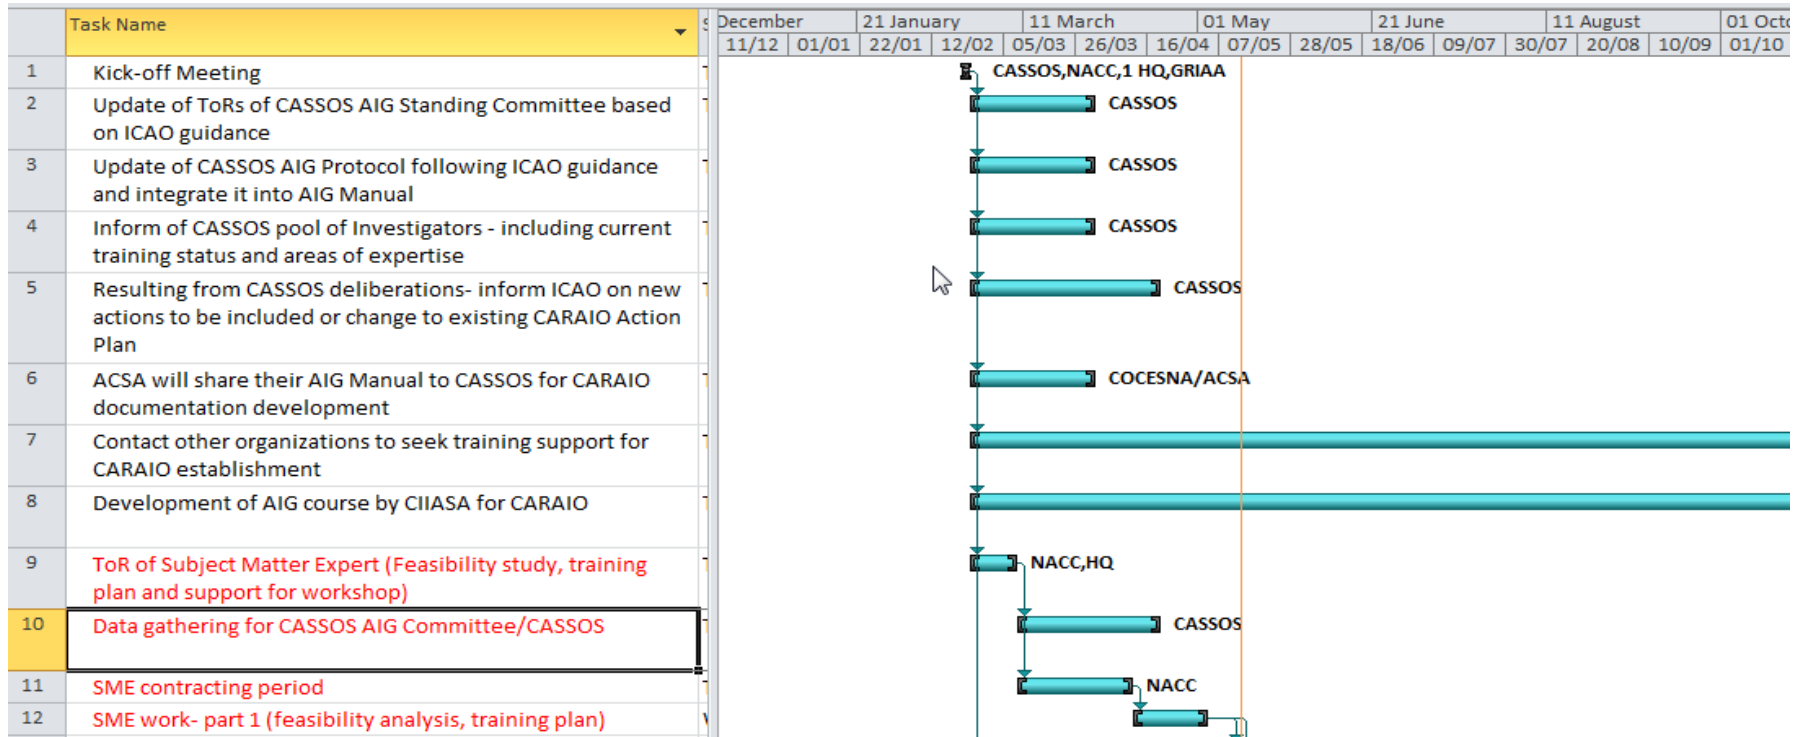 Task Name
December 21 January 11 March 01 May 21 June 11 August 01 Octo
11/12 01/01 22/01 12/02 05/03 26/03 16/04 07/05 28/05 18/06 09/07 30/07 20/08 10/09 01/10
1 Kick-off Meeting CASSOS,NACC,1 HQ,GRIAA
2 Update of ToRs of CASSOS AIG Standing Committee based CASSOS
on ICAO guidance
3 Update of CASSOS AIG Protocol following ICAO guidance CASSOS
and integrate it into AIG Manual
4 Inform of CASSOS pool of Investigators - including current CASSOS
training status and areas of expertise
5 Resulting from CASSOS deliberations- inform ICAO on new CASSOS
actions to be included or change to existing CARAIO Action
Plan
6 ACSA will share their AIG Manual to CASSOS for CARAIO COCESNA/ACSA
documentation development
7 Contact other organizations to seek training support for
CARAIO establishment
8 Development of AIG course by CIIASA for CARAIO
9 ToR of Subject Matter Expert (Feasibility study, training NACC,HQ
plan and support for workshop)
10 Data gathering for CASSOS AIG Committee/CASSOS CASSOS
11 SME contracting period NACC
12 SME work- part 1 (feasibility analysis, training plan)